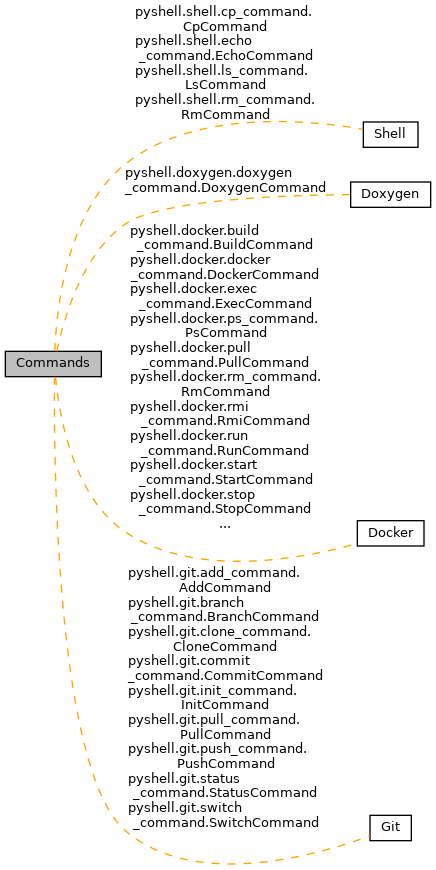 pyshell.shell.cp_command.
CpCommand
pyshell.shell.echo
_command.EchoCommand
pyshell.shell.ls_command.
LsCommand
pyshell.shell.rm_command.
RmCommand
Shell
pyshell.doxygen.doxygen
_command.DoxygenCommand
Doxygen
pyshell.docker.build
_command.BuildCommand
pyshell.docker.docker
_command.DockerCommand
pyshell.docker.exec
_command.ExecCommand
pyshell.docker.ps_command.
PsCommand
pyshell.docker.pull
_command.PullCommand
Commands
pyshell.docker.rm_command.
RmCommand
pyshell.docker.rmi
_command.RmiCommand
pyshell.docker.run
_command.RunCommand
pyshell.docker.start
_command.StartCommand
pyshell.docker.stop
_command.StopCommand
...
Docker
pyshell.git.add_command.
AddCommand
pyshell.git.branch
_command.BranchCommand
pyshell.git.clone_command.
CloneCommand
pyshell.git.commit
_command.CommitCommand
pyshell.git.init_command.
InitCommand
pyshell.git.pull_command.
PullCommand
pyshell.git.push_command.
PushCommand
pyshell.git.status
_command.StatusCommand
pyshell.git.switch
_command.SwitchCommand
Git